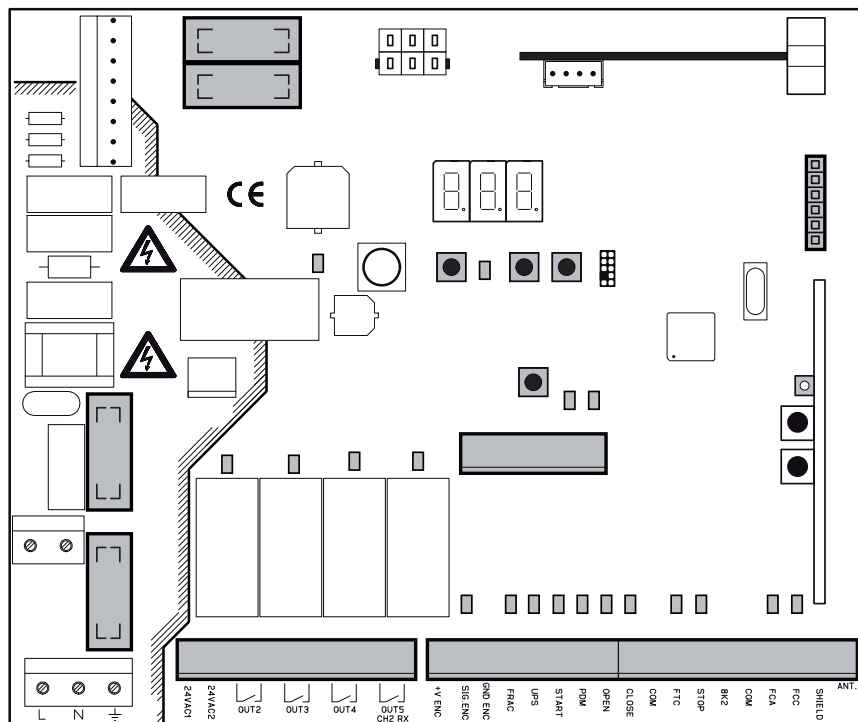 CE
L
N
24VAC1
24VAC2
OUT2
OUT3
OUT4
OUT5
CH2 RX
+V ENC
SIG.ENC
GND ENC
FRAC
UPS
START
PDM
OPEN
CLOSE
COM
FTC
STOP
8K2
COM
FCA
FCC
SHIELD
ANT.